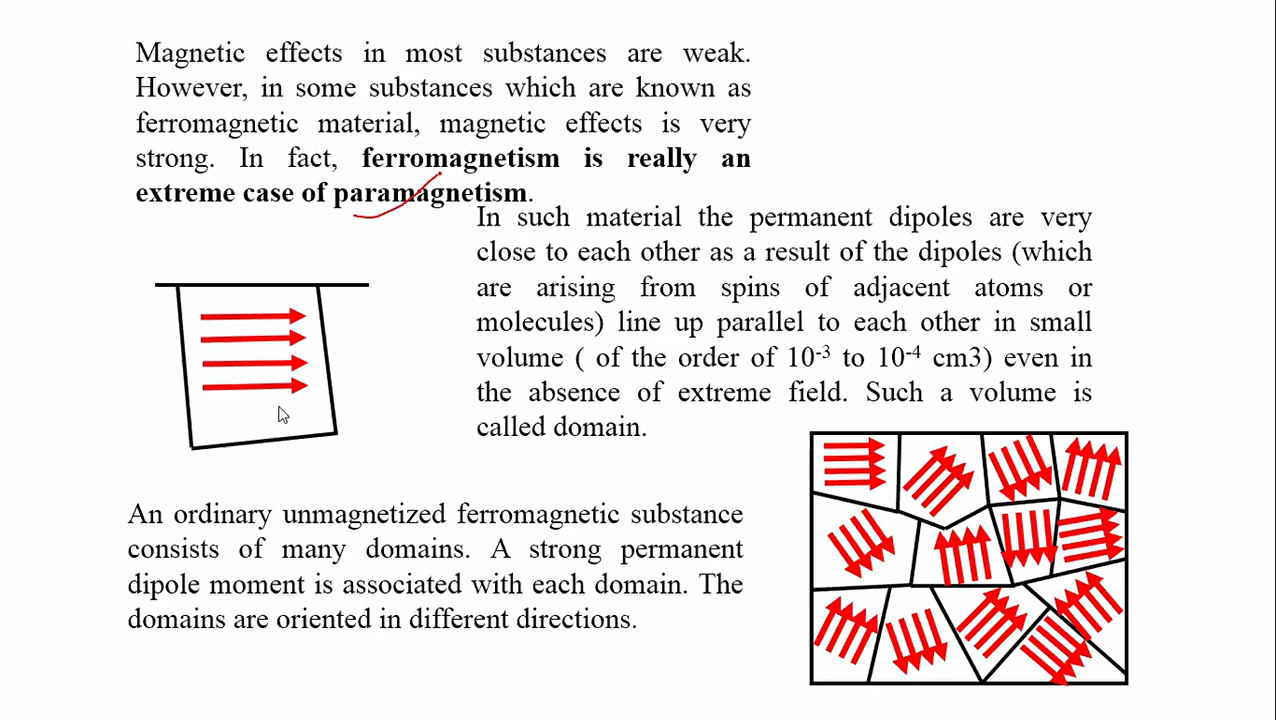 Magnetic effects in most substances are weak.
However, in some substances which are known as
ferromagnetic material, magnetic effects is very
strong. In fact, ferromagnetism is really an
extreme case of paramagnetism.
In such material the permanent dipoles are very
close to each other as a result of the dipoles (which
are arising from spins of adjacent atoms or
molecules) line up parallel to each other in small
volume ( of the order of 10⁻³ to 10⁻⁴ cm3) even in
the absence of extreme field. Such a volume is
called domain.
An ordinary unmagnetized ferromagnetic substance
consists of many domains. A strong permanent
dipole moment is associated with each domain. The
domains are oriented in different directions.